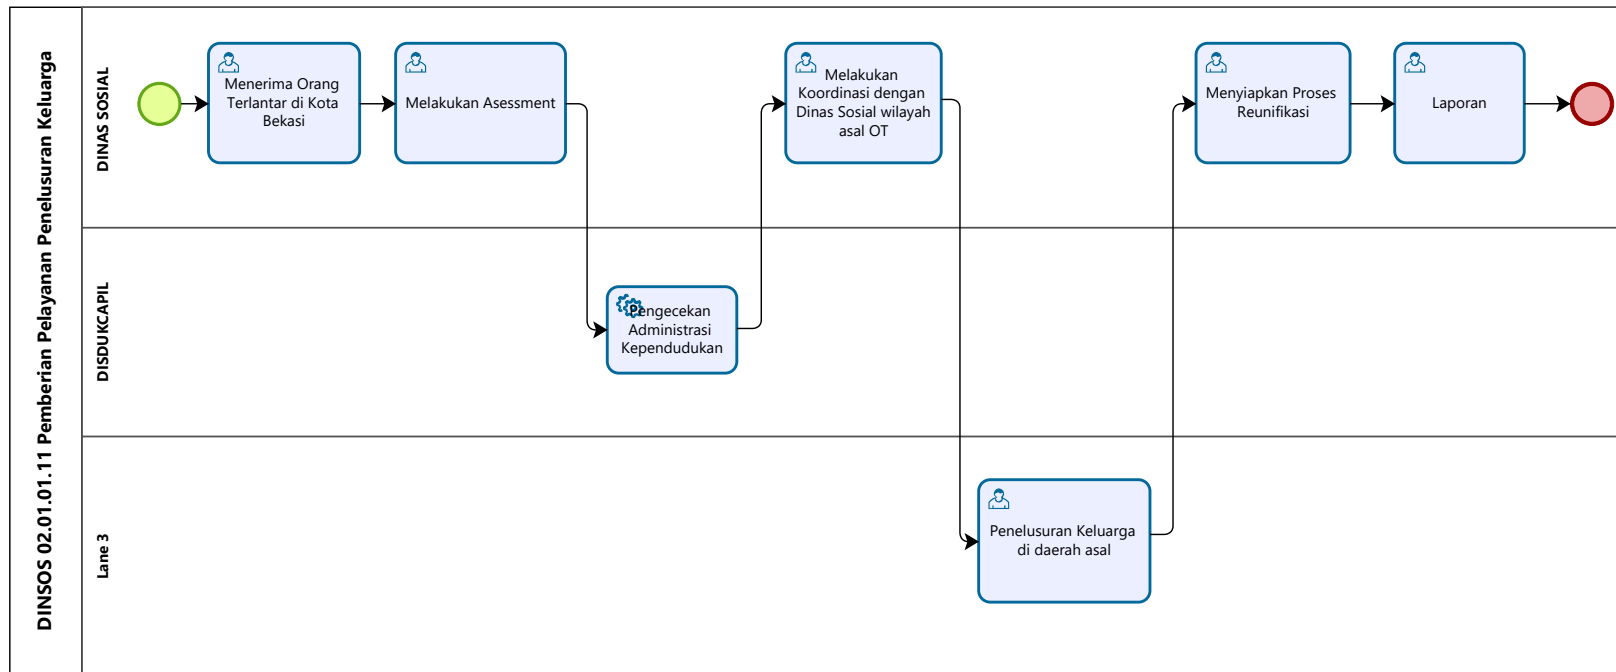 DINSOS 02.01.01.11 Pemberian Pelayanan Penelusuran Keluarga
DINAS SOSIAL
Menerima Orang
Terlantar di Kota
Bekasi
Melakukan Asessment
Melakukan
Koordinasi dengan
Dinas Sosial wilayah
asal OT
Menyiapkan Proses
Reunifikasi
Laporan
DISDUKCAPIL
Pengecekan
Administrasi
Kependudukan
Lane 3
Penelusuran Keluarga
di daerah asal